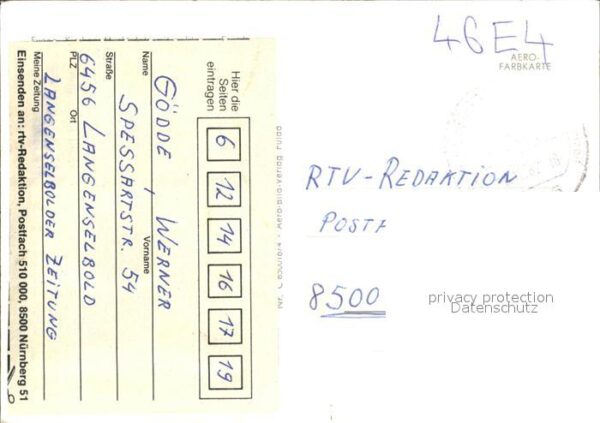 46E4
AERO-
FARBKARTE
RTV-REDAKTION
POSTF
8500
privacy protection
Datenschutz
Hier die
Seiten
eintragen
6 12 14 16 17 19
GÖDDE, WERNER
Name Vorname
SPESSARTSTR. 54
Straße
6456 LANGENSELBOLD
PLZ Ort
LANGENSELBOLDER ZEITUNG
Meine Zeitung
Einsenden an: rtv-Redaktion, Postfach 510 000, 8500 Nürnberg 51